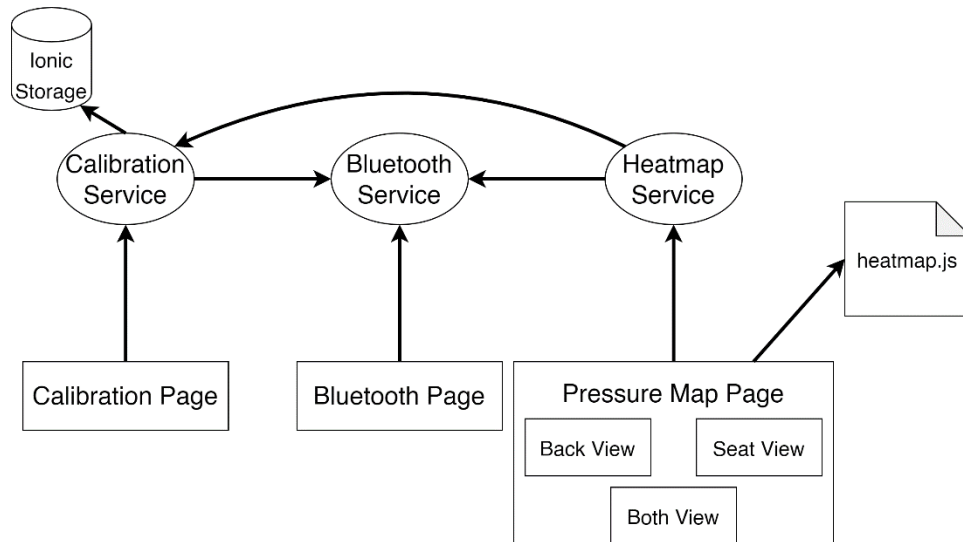 Ionic
Storage
Calibration
Service
Bluetooth
Service
Heatmap
Service
heatmap.js
Calibration Page
Bluetooth Page
Pressure Map Page
Back View
Seat View
Both View